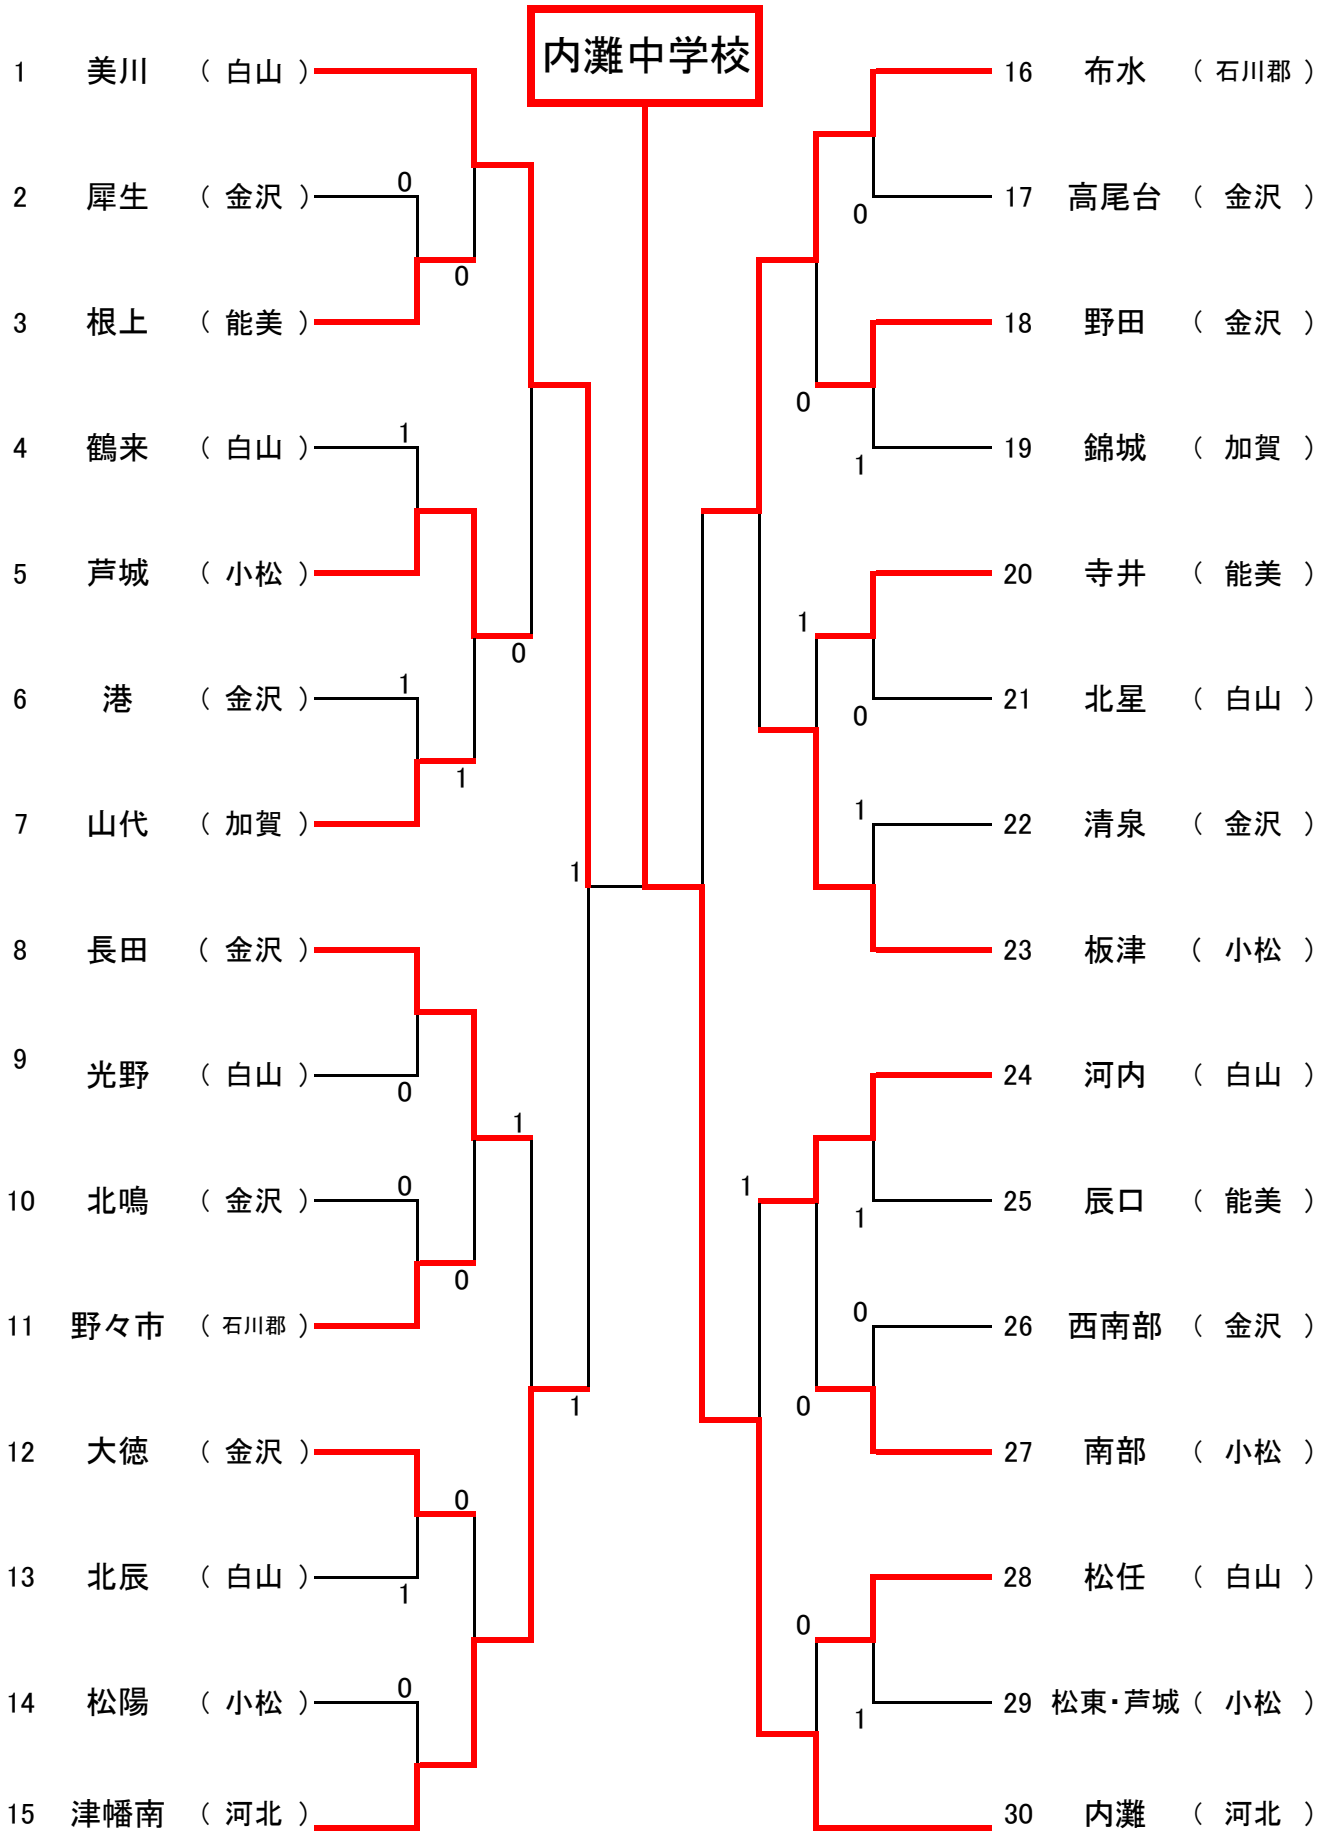 内灘中学校
1 美川 （ 白山 ）
2 犀生 （ 金沢 ） 0
0
3 根上 （ 能美 ）
4 鶴来 （ 白山 ） 1
5 芦城 （ 小松 ）
0
6 港 （ 金沢 ） 1
1
7 山代 （ 加賀 ）
1
8 長田 （ 金沢 ）
9 光野 （ 白山 ） 0
1
10 北鳴 （ 金沢 ） 0
0
11 野々市 （ 石川郡 ）
1
12 大徳 （ 金沢 ）
0
13 北辰 （ 白山 ） 1
14 松陽 （ 小松 ） 0
15 津幡南 （ 河北 ）
16 布水 （ 石川郡 ）
0 17 高尾台 （ 金沢 ）
18 野田 （ 金沢 ）
0
1 19 錦城 （ 加賀 ）
20 寺井 （ 能美 ）
1
0 21 北星 （ 白山 ）
1 22 清泉 （ 金沢 ）
23 板津 （ 小松 ）
24 河内 （ 白山 ）
1
1 25 辰口 （ 能美 ）
0 26 西南部 （ 金沢 ）
0
27 南部 （ 小松 ）
28 松任 （ 白山 ）
0
1 29 松東・芦城 （ 小松 ）
30 内灘 （ 河北 ）